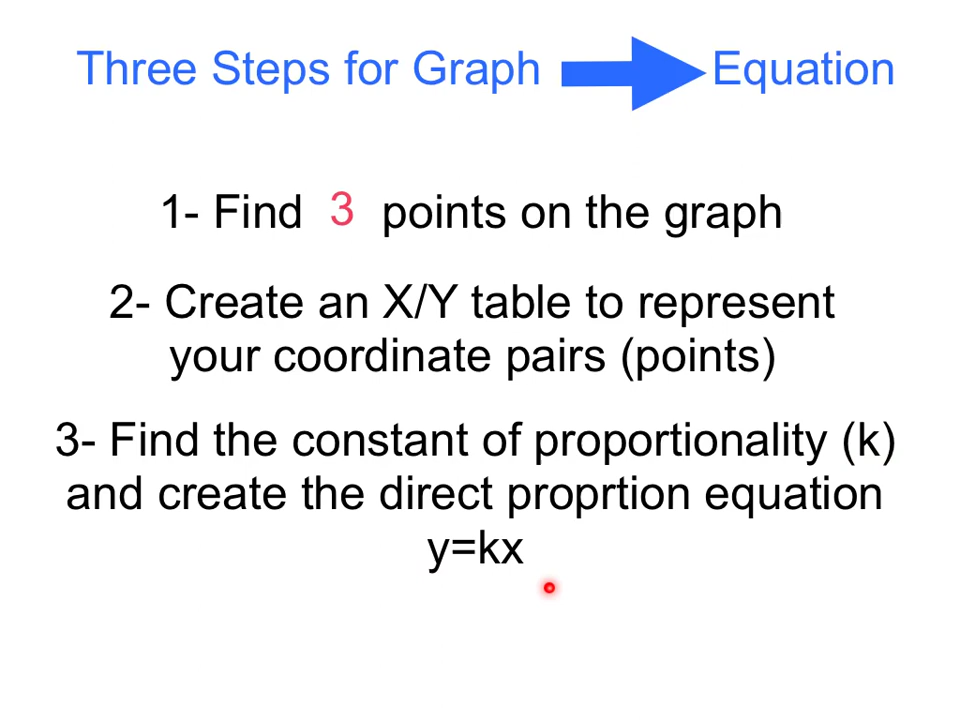 Three Steps for Graph Equation
1- Find 3 points on the graph
2- Create an X/Y table to represent
your coordinate pairs (points)
3- Find the constant of proportionality (k)
and create the direct proprtion equation
y=kx